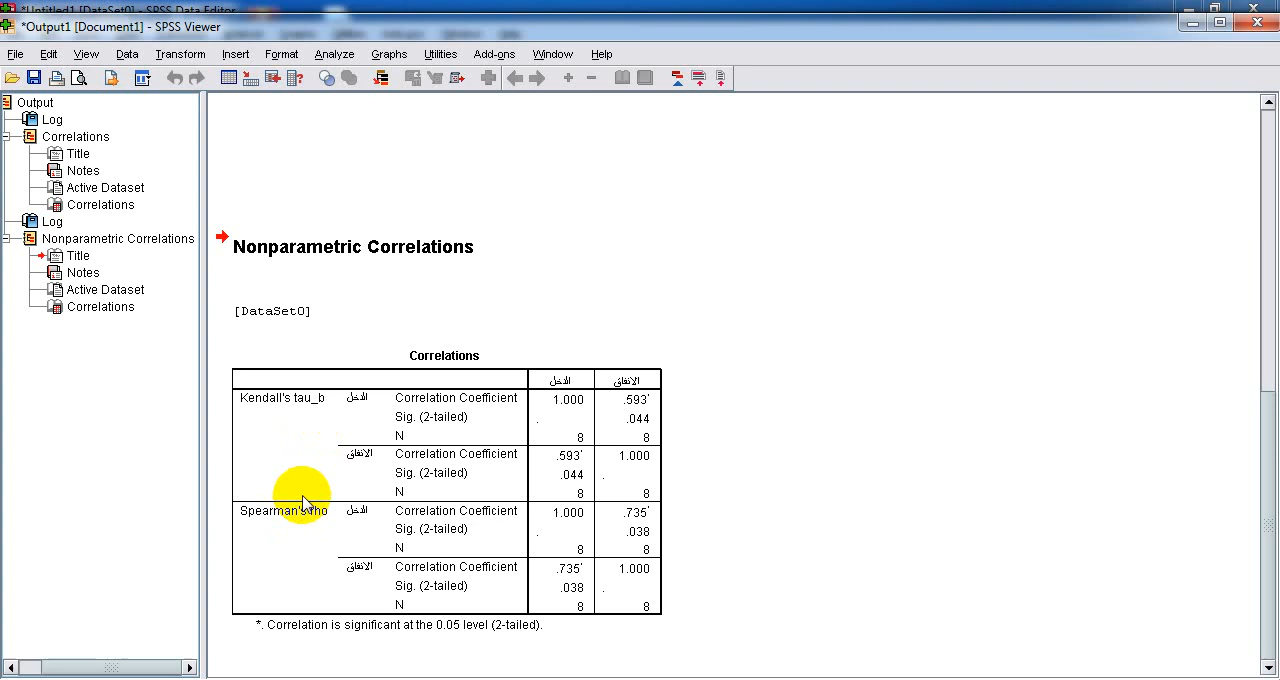 *Untitled1 [DataSet0] - SPSS Data Editor
*Output1 [Document1] - SPSS Viewer
File Edit View Data Transform Insert Format Analyze Graphs Utilities Add-ons Window Help
Output
Log
Correlations
Title
Notes
Active Dataset
Correlations
Log
Nonparametric Correlations
Title
Notes
Active Dataset
Correlations
Nonparametric Correlations
[DataSet0]
Correlations
الدخل الانفاق
Kendall's tau_b الدخل Correlation Coefficient 1.000 .593*
Sig. (2-tailed) . .044
N 8 8
الانفاق Correlation Coefficient .593* 1.000
Sig. (2-tailed) .044 .
N 8 8
Spearman's rho الدخل Correlation Coefficient 1.000 .735*
Sig. (2-tailed) . .038
N 8 8
الانفاق Correlation Coefficient .735* 1.000
Sig. (2-tailed) .038 .
N 8 8
*. Correlation is significant at the 0.05 level (2-tailed).